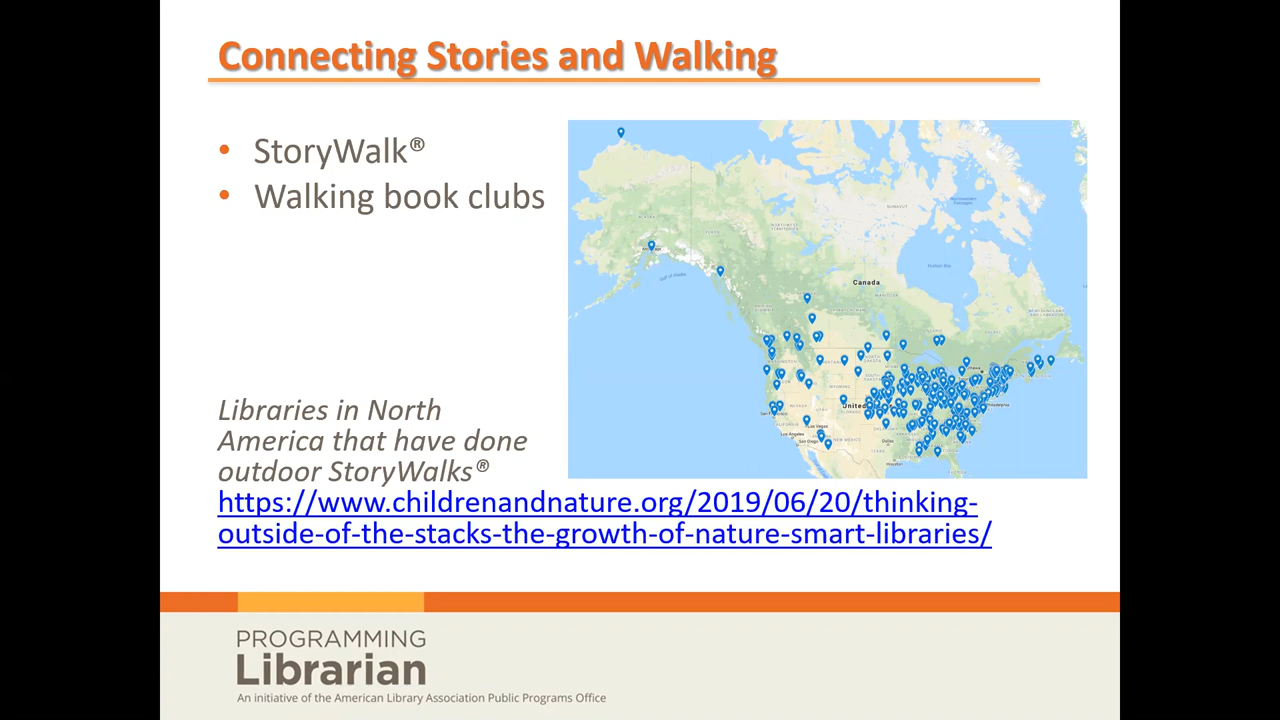 Connecting Stories and Walking
• StoryWalk®
• Walking book clubs
Canada
United
Libraries in North
America that have done
outdoor StoryWalks®
https://www.childrenandnature.org/2019/06/20/thinking-
outside-of-the-stacks-the-growth-of-nature-smart-libraries/
PROGRAMMING
Librarian
An initiative of the American Library Association Public Programs Office